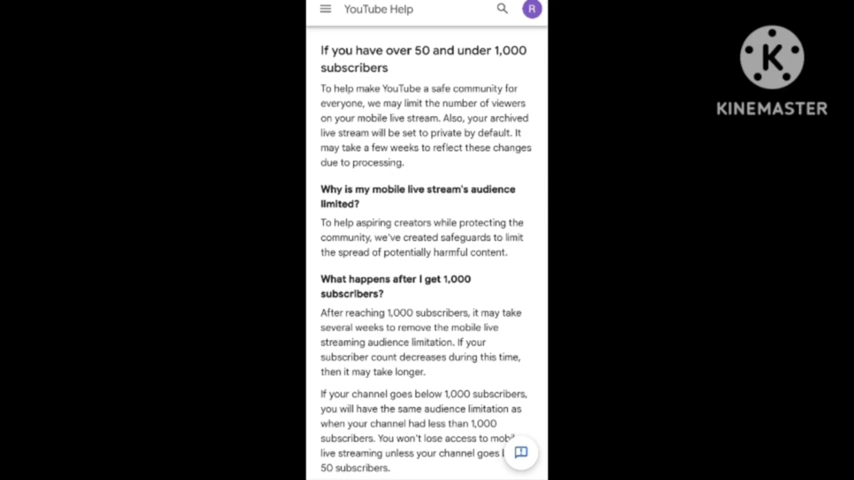 YouTube Help
R
K
KINEMASTER
If you have over 50 and under 1,000
subscribers
To help make YouTube a safe community for
everyone, we may limit the number of viewers
on your mobile live stream. Also, your archived
live stream will be set to private by default. It
may take a few weeks to reflect these changes
due to processing.
Why is my mobile live stream's audience
limited?
To help aspiring creators while protecting the
community, we've created safeguards to limit
the spread of potentially harmful content.
What happens after I get 1,000
subscribers?
After reaching 1,000 subscribers, it may take
several weeks to remove the mobile live
streaming audience limitation. If your
subscriber count decreases during this time,
then it may take longer.
If your channel goes below 1,000 subscribers,
you will have the same audience limitation as
when your channel had less than 1,000
subscribers. You won't lose access to
live streaming unless your channel goes
50 subscribers.